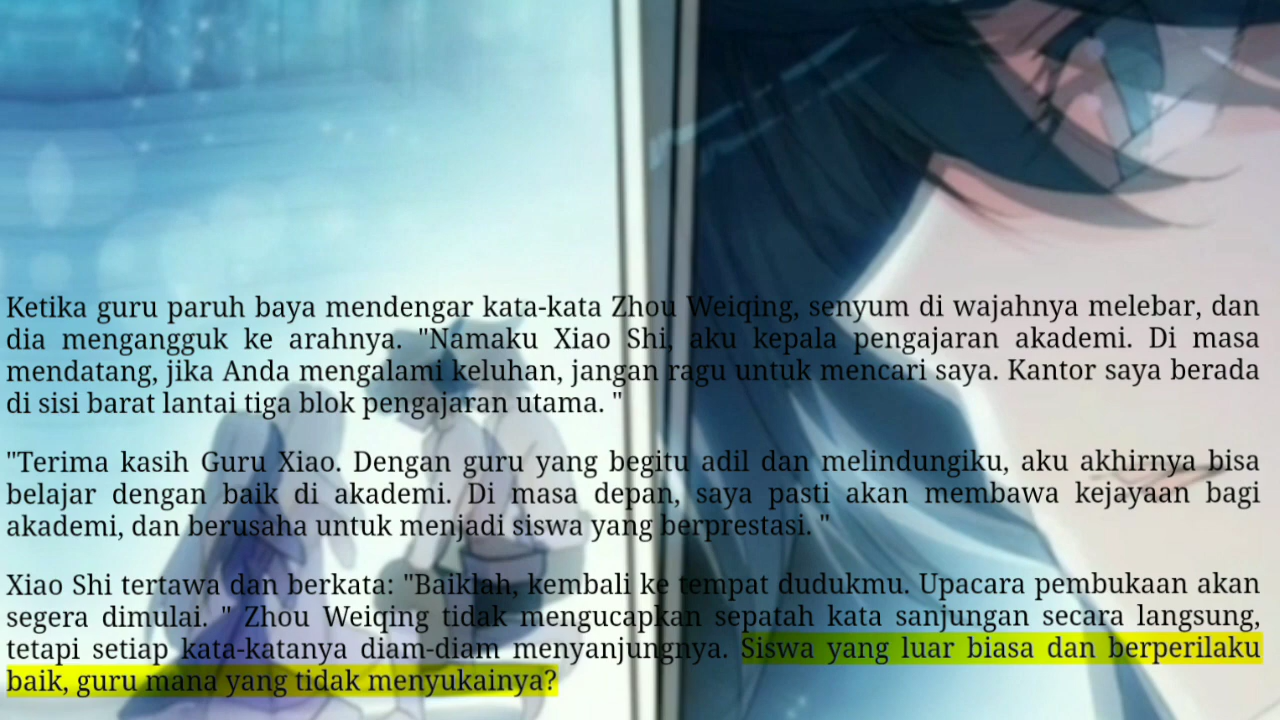 Ketika guru paruh baya mendengar kata-kata Zhou Weiqing, senyum di wajahnya melebar, dan
dia mengangguk ke arahnya. "Namaku Xiao Shi, aku kepala pengajaran akademi. Di masa
mendatang, jika Anda mengalami keluhan, jangan ragu untuk mencari saya. Kantor saya berada
di sisi barat lantai tiga blok pengajaran utama. "
"Terima kasih Guru Xiao. Dengan guru yang begitu adil dan melindungiku, aku akhirnya bisa
belajar dengan baik di akademi. Di masa depan, saya pasti akan membawa kejayaan bagi
akademi, dan berusaha untuk menjadi siswa yang berprestasi. "
Xiao Shi tertawa dan berkata: "Baiklah, kembali ke tempat dudukmu. Upacara pembukaan akan
segera dimulai. " Zhou Weiqing tidak mengucapkan sepatah kata sanjungan secara langsung,
tetapi setiap kata-katanya diam-diam menyanjungnya. Siswa yang luar biasa dan berperilaku
baik, guru mana yang tidak menyukainya?